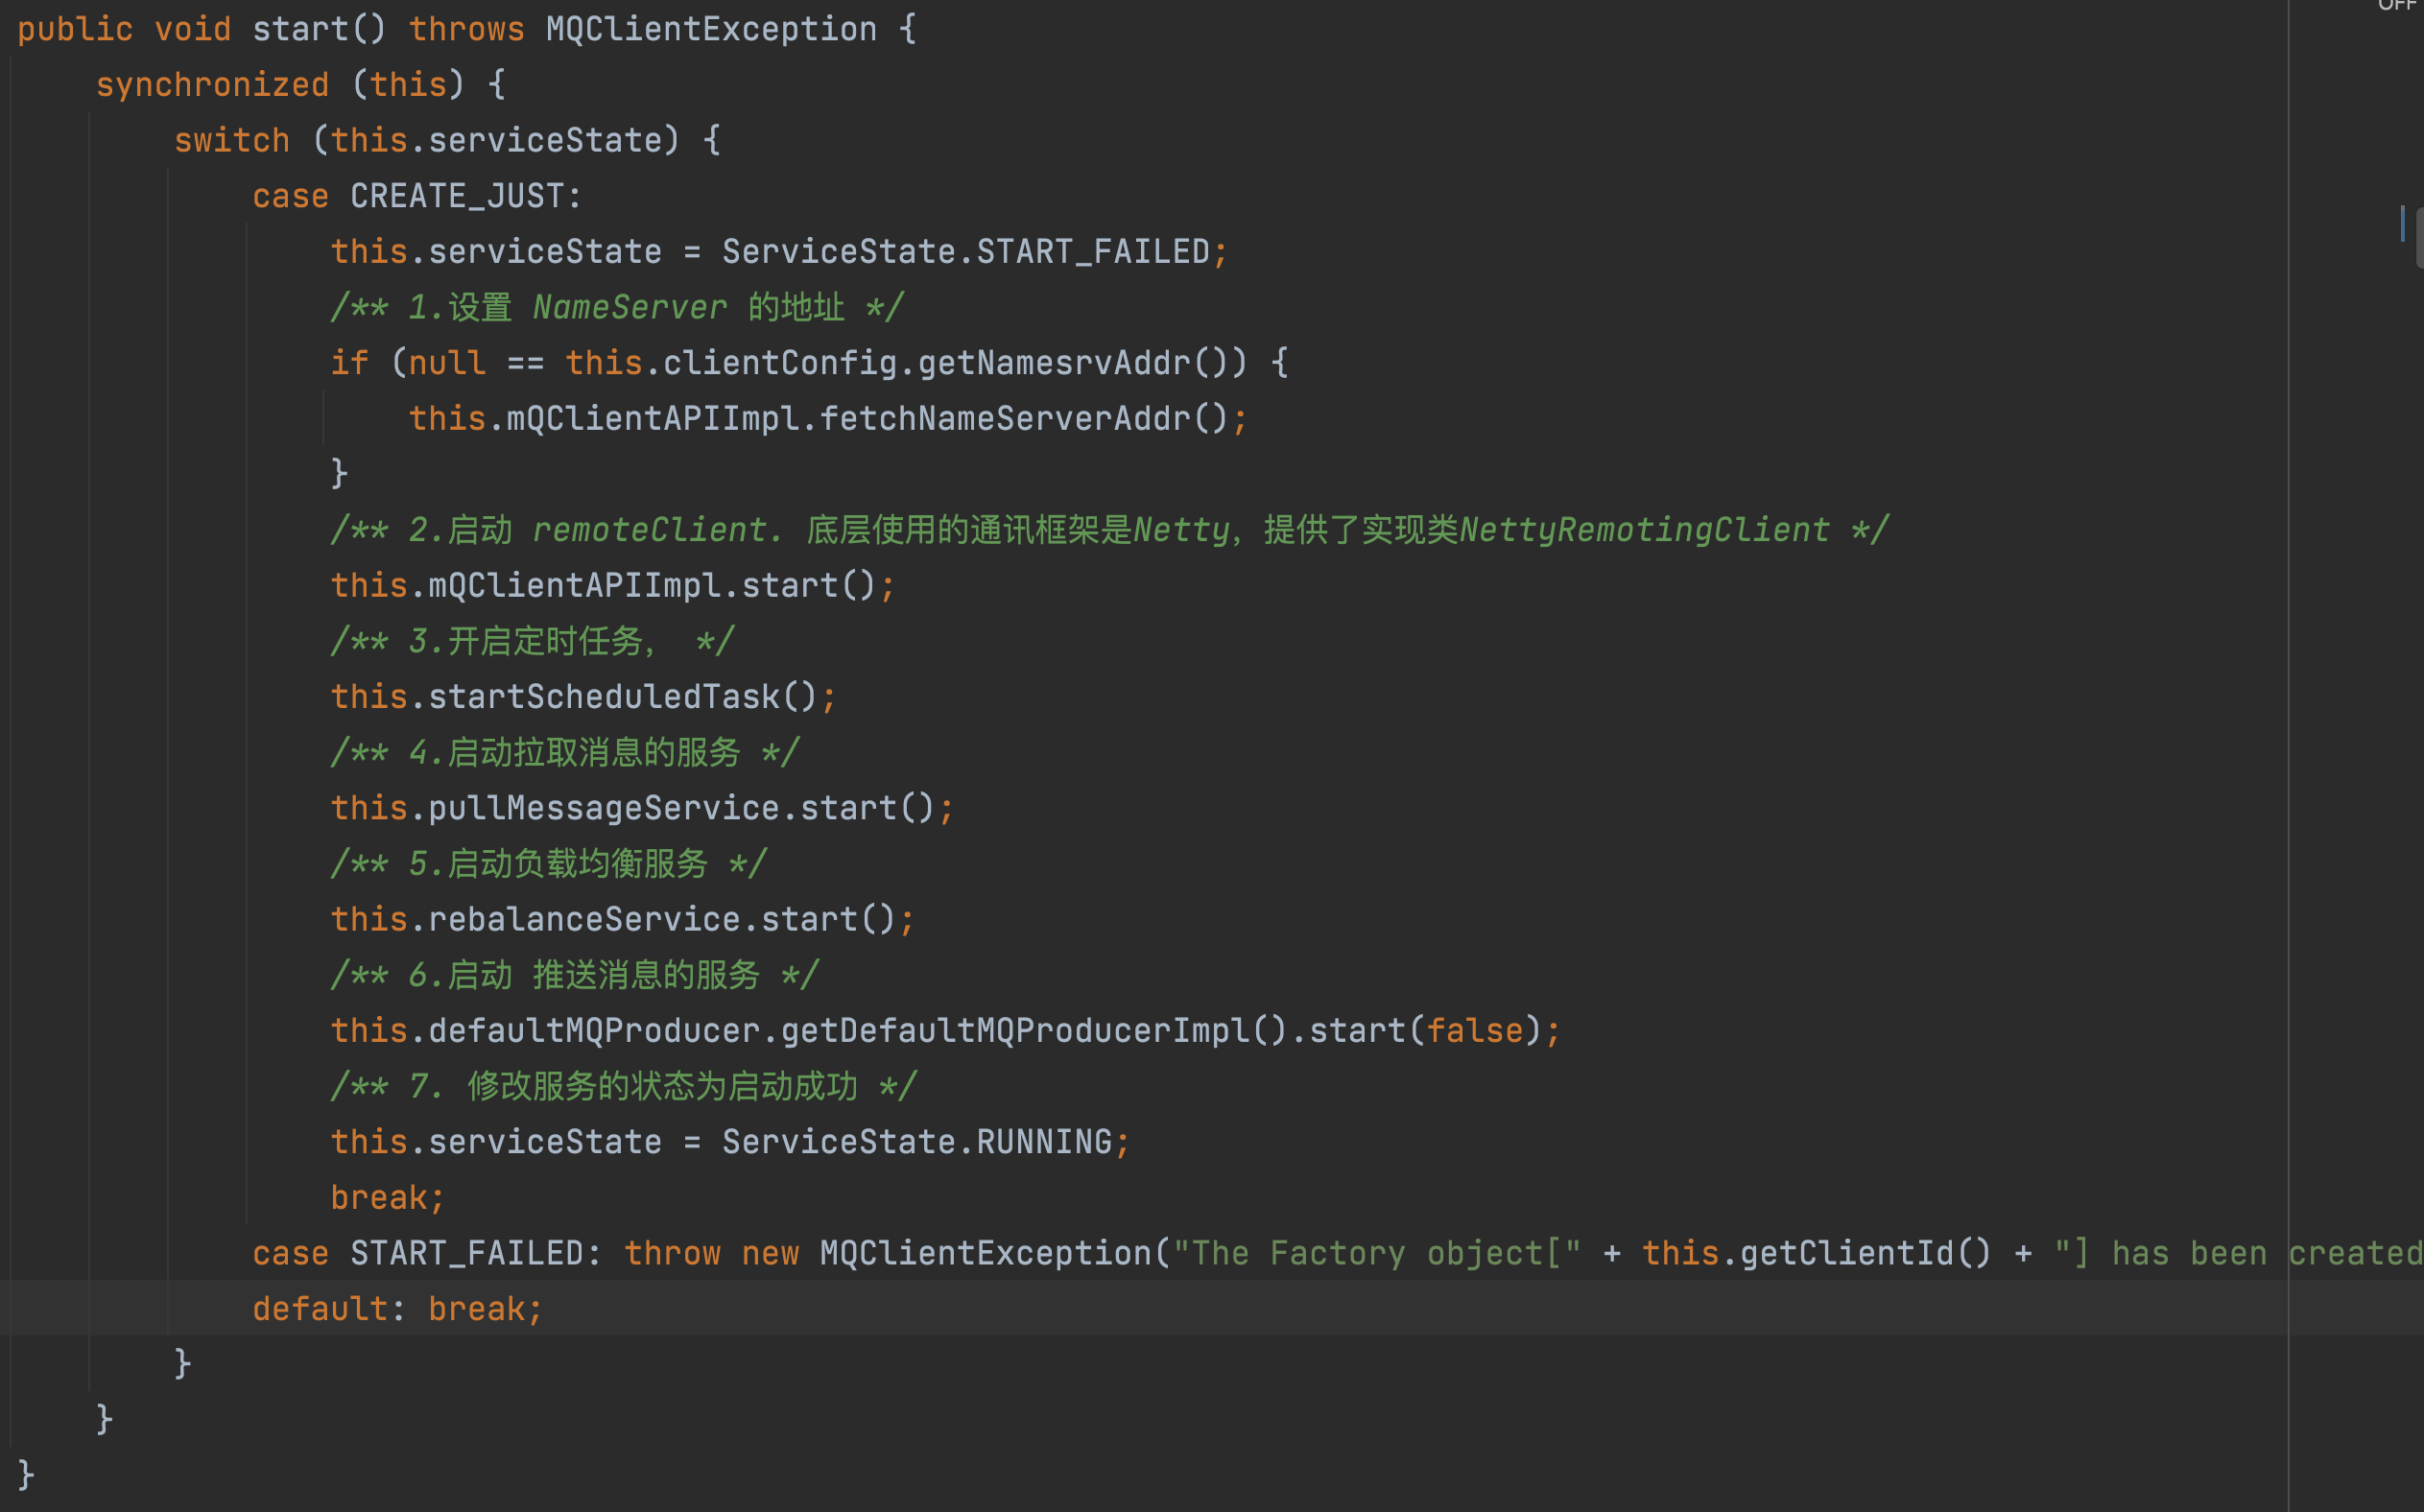 OFF
public void start() throws MQClientException {
    synchronized (this) {
        switch (this.serviceState) {
            case CREATE_JUST:
                this.serviceState = ServiceState.START_FAILED;
                /** 1.设置 NameServer 的地址 */
                if (null == this.clientConfig.getNamesrvAddr()) {
                    this.mQClientAPIImpl.fetchNameServerAddr();
                }
                /** 2.启动 remoteClient. 底层使用的通讯框架是Netty，提供了实现类NettyRemotingClient */
                this.mQClientAPIImpl.start();
                /** 3.开启定时任务， */
                this.startScheduledTask();
                /** 4.启动拉取消息的服务 */
                this.pullMessageService.start();
                /** 5.启动负载均衡服务 */
                this.rebalanceService.start();
                /** 6.启动 推送消息的服务 */
                this.defaultMQProducer.getDefaultMQProducerImpl().start(false);
                /** 7. 修改服务的状态为启动成功 */
                this.serviceState = ServiceState.RUNNING;
                break;
            case START_FAILED: throw new MQClientException("The Factory object[" + this.getClientId() + "] has been created
            default: break;
        }
    }
}